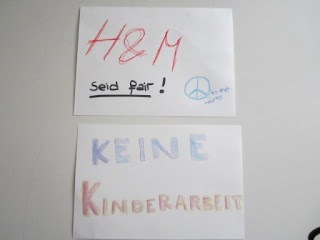 H&M
Seid fair!
KEINE
KINDERARBEIT